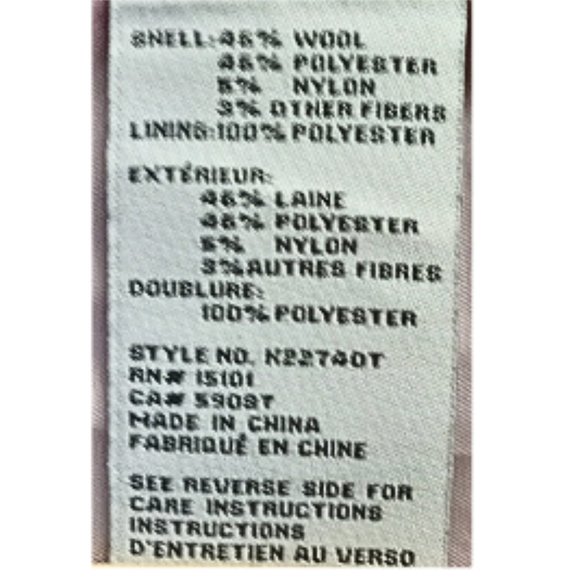 SHELL: 46% WOOL
46% POLYESTER
5% NYLON
3% OTHER FIBERS
LINING: 100% POLYESTER
EXTÉRIEUR:
46% LAINE
46% POLYESTER
5% NYLON
3% AUTRES FIBRES
DOUBLURE:
100% POLYESTER
STYLE NO. K2274OT
RN# 15101
CA# 59087
MADE IN CHINA
FABRIQUÉ EN CHINE
SEE REVERSE SIDE FOR
CARE INSTRUCTIONS
INSTRUCTIONS
D'ENTRETIEN AU VERSO